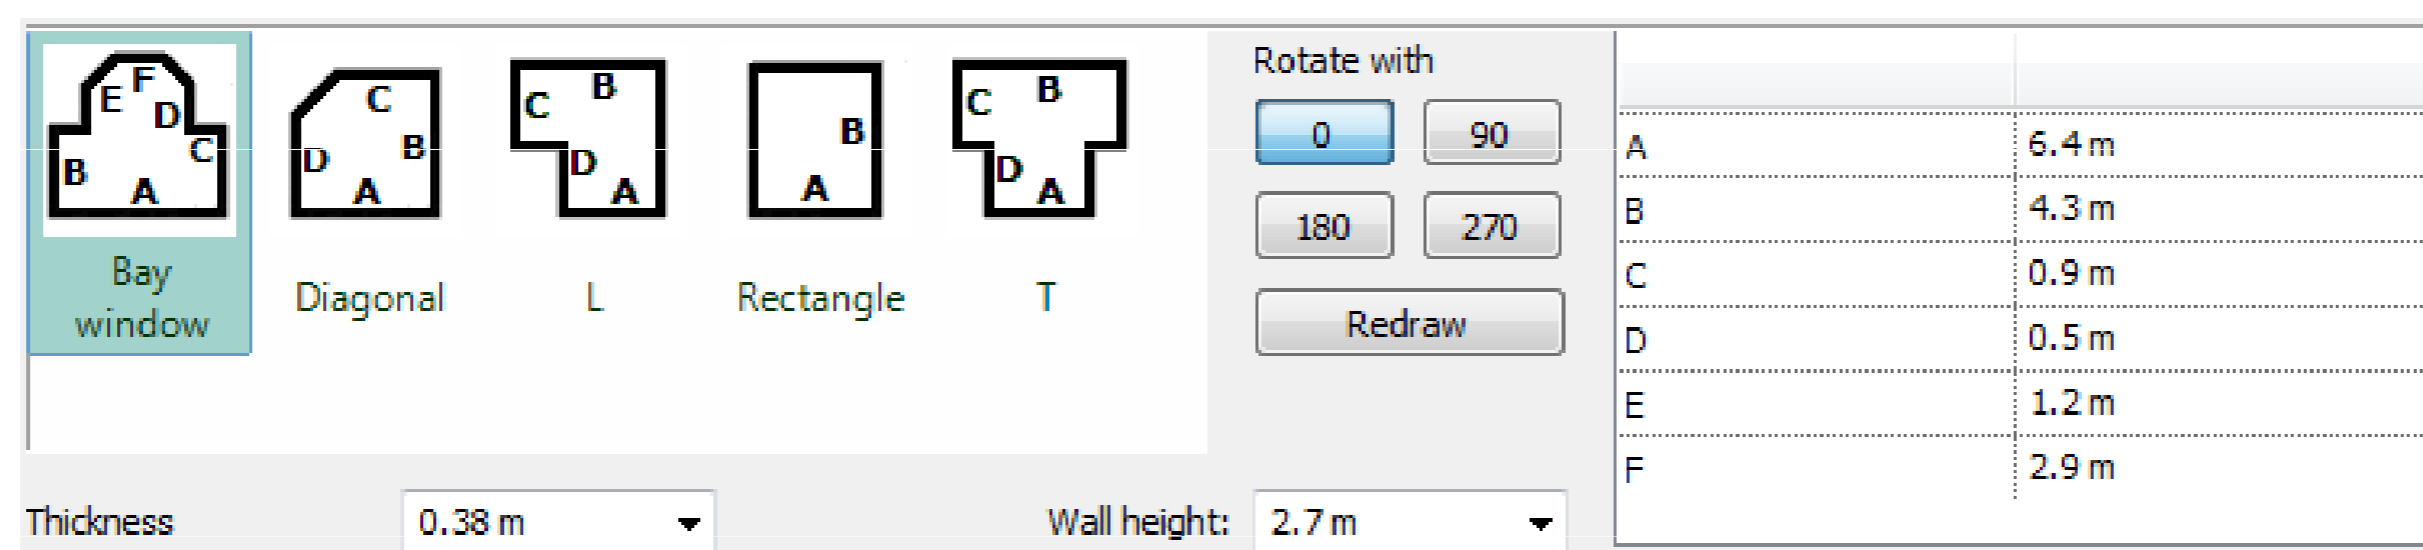 F
E
D
B
C
A
C
B
D
A
B
C
D
A
B
A
B
C
D
A
Bay
window
Diagonal
L
Rectangle
T
Rotate with
0 90
180 270
Redraw
A 6.4 m
B 4.3 m
C 0.9 m
D 0.5 m
E 1.2 m
F 2.9 m
Thickness 0.38 m
Wall height: 2.7 m